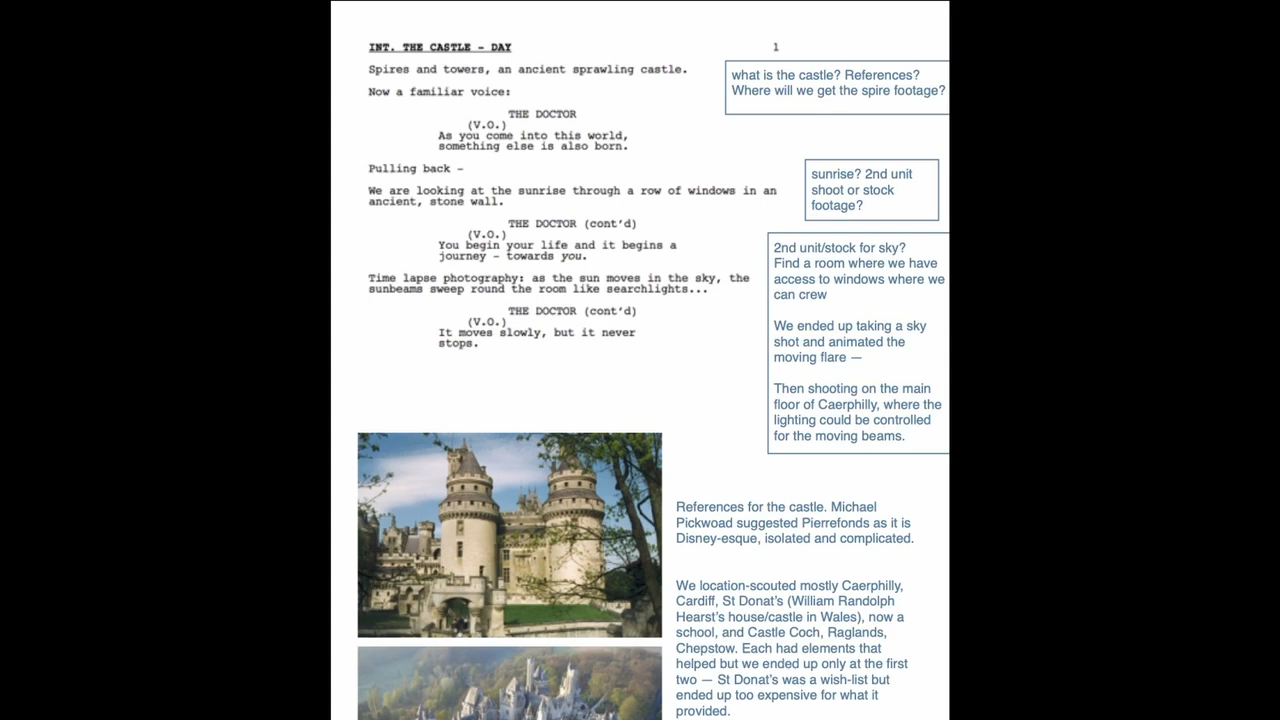 INT. THE CASTLE - DAY
1
Spires and towers, an ancient sprawling castle.
what is the castle? References?
Where will we get the spire footage?
Now a familiar voice:
THE DOCTOR
(V.O.)
As you come into this world,
something else is also born.
Pulling back -
sunrise? 2nd unit
shoot or stock
footage?
We are looking at the sunrise through a row of windows in an
ancient, stone wall.
THE DOCTOR (cont'd)
(V.O.)
You begin your life and it begins a
journey - towards you.
2nd unit/stock for sky?
Find a room where we have
access to windows where we
can crew
We ended up taking a sky
shot and animated the
moving flare —
Then shooting on the main
floor of Caerphilly, where the
lighting could be controlled
for the moving beams.
Time lapse photography: as the sun moves in the sky, the
sunbeams sweep round the room like searchlights...
THE DOCTOR (cont'd)
(V.O.)
It moves slowly, but it never
stops.
References for the castle. Michael
Pickwoad suggested Pierrefonds as it is
Disney-esque, isolated and complicated.
We location-scouted mostly Caerphilly,
Cardiff, St Donat's (William Randolph
Hearst's house/castle in Wales), now a
school, and Castle Coch, Raglands,
Chepstow. Each had elements that
helped but we ended up only at the first
two — St Donat's was a wish-list but
ended up too expensive for what it
provided.